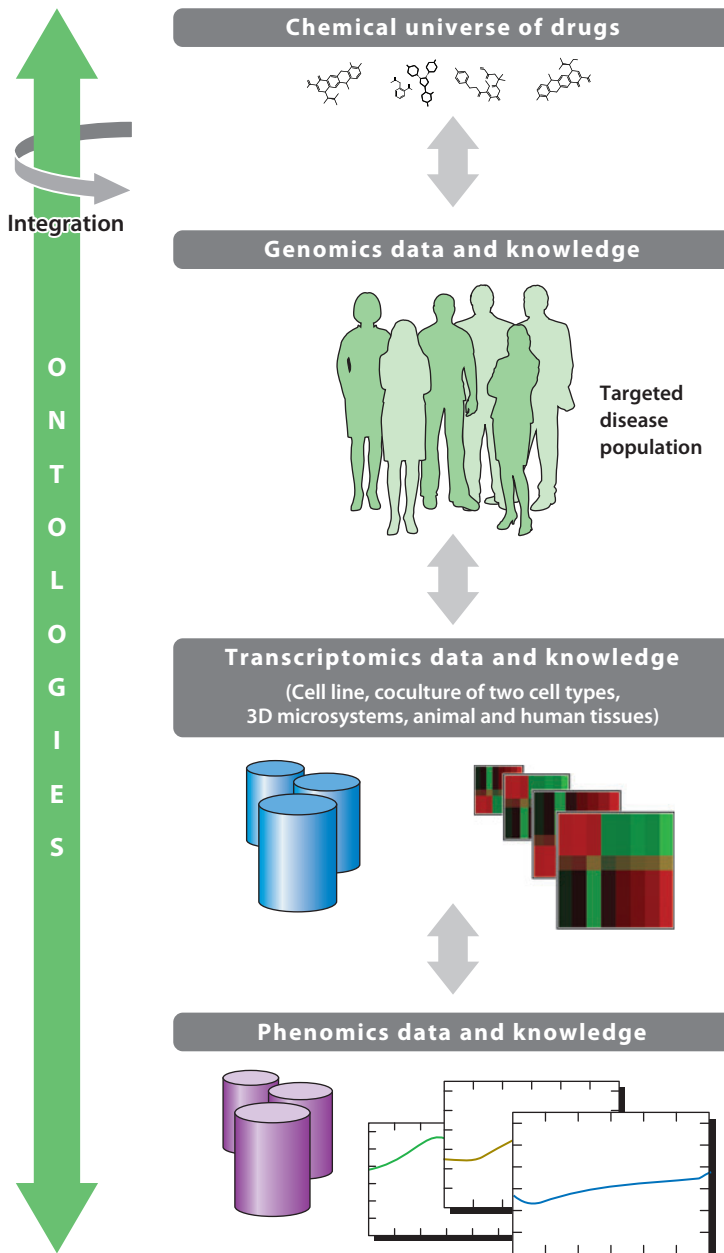 Chemical universe of drugs
Integration
Genomics data and knowledge
Targeted
disease
population
ONTOLOGIES
Transcriptomics data and knowledge
(Cell line, coculture of two cell types,
3D microsystems, animal and human tissues)
Phenomics data and knowledge